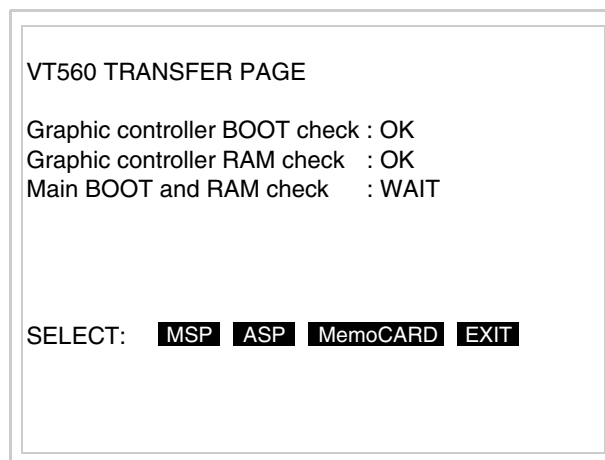 VT560 TRANSFER PAGE
Graphic controller BOOT check : OK
Graphic controller RAM check : OK
Main BOOT and RAM check : WAIT
SELECT: MSP ASP MemoCARD EXIT